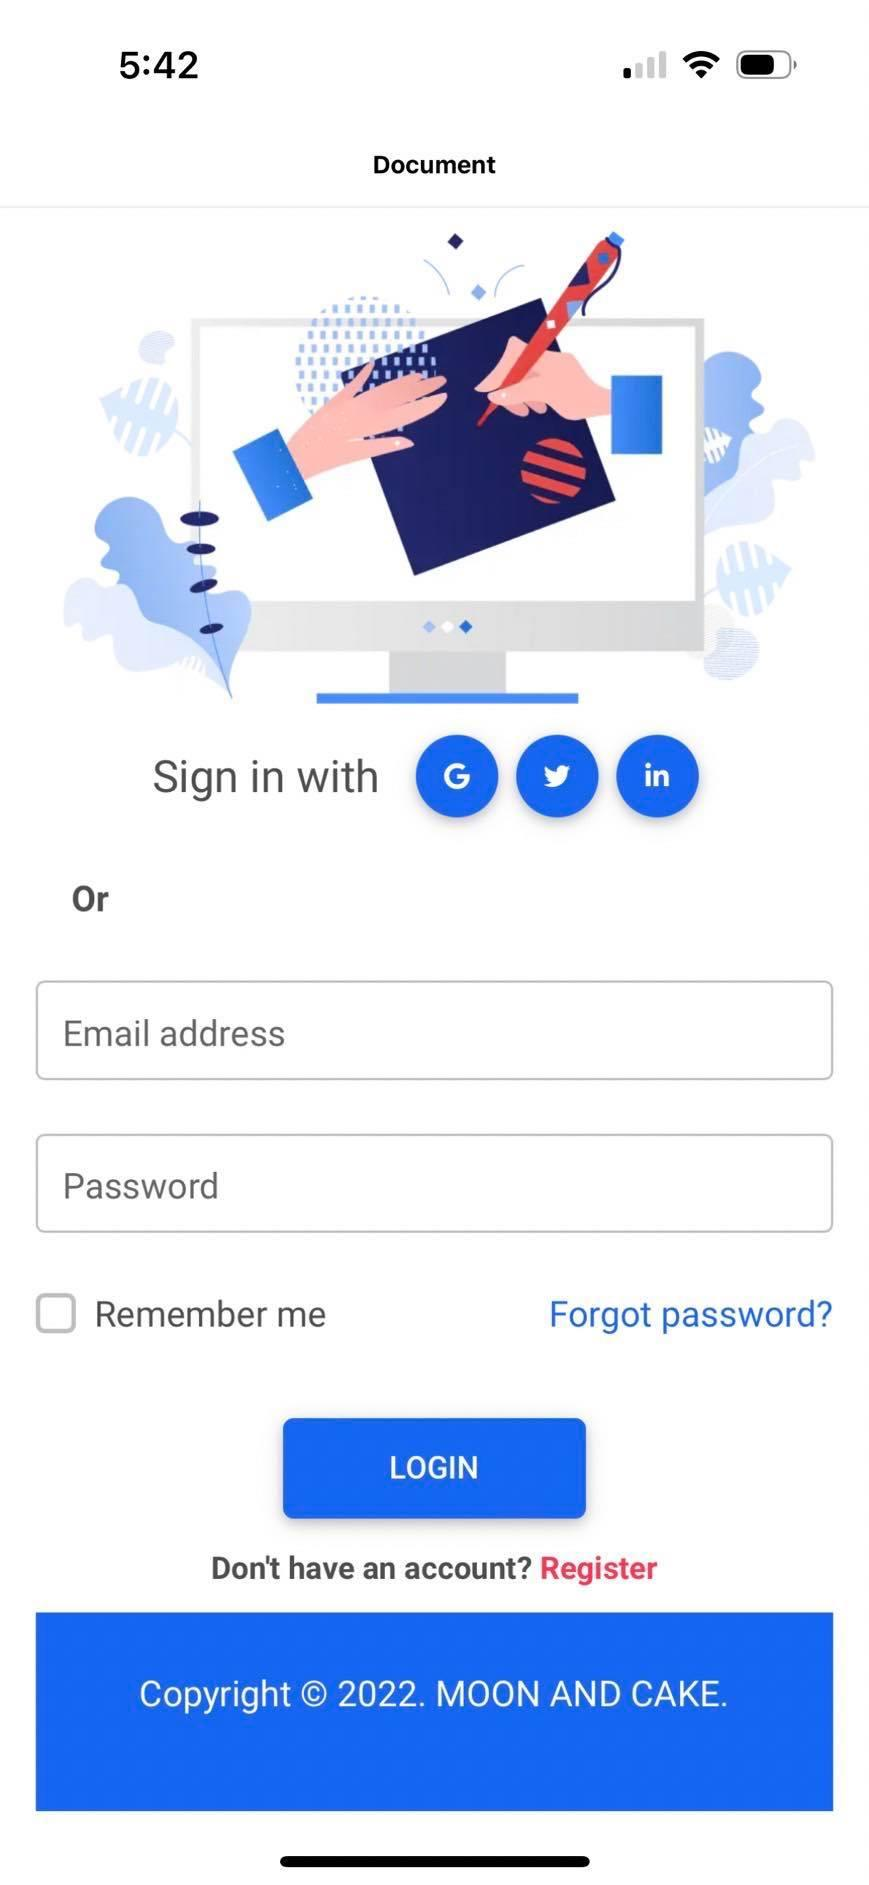 5:42
Document
Sign in with G in
Or
Email address
Password
Remember me Forgot password?
LOGIN
Don't have an account? Register
Copyright © 2022. MOON AND CAKE.